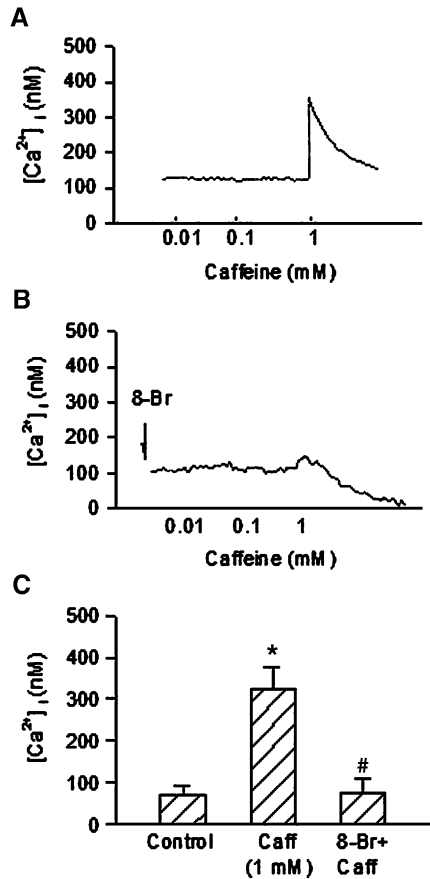 A
500
400
300
200
100
0
[Ca2+] i (nM)
0.01 0.1 1
Caffeine (mM)
B
500
400
300
200
100
0
[Ca2+] i (nM)
8-Br
0.01 0.1 1
Caffeine (mM)
C
500
400
300
200
100
0
[Ca2+] i (nM)
*
#
Control Caff 8-Br+
(1 mM) Caff